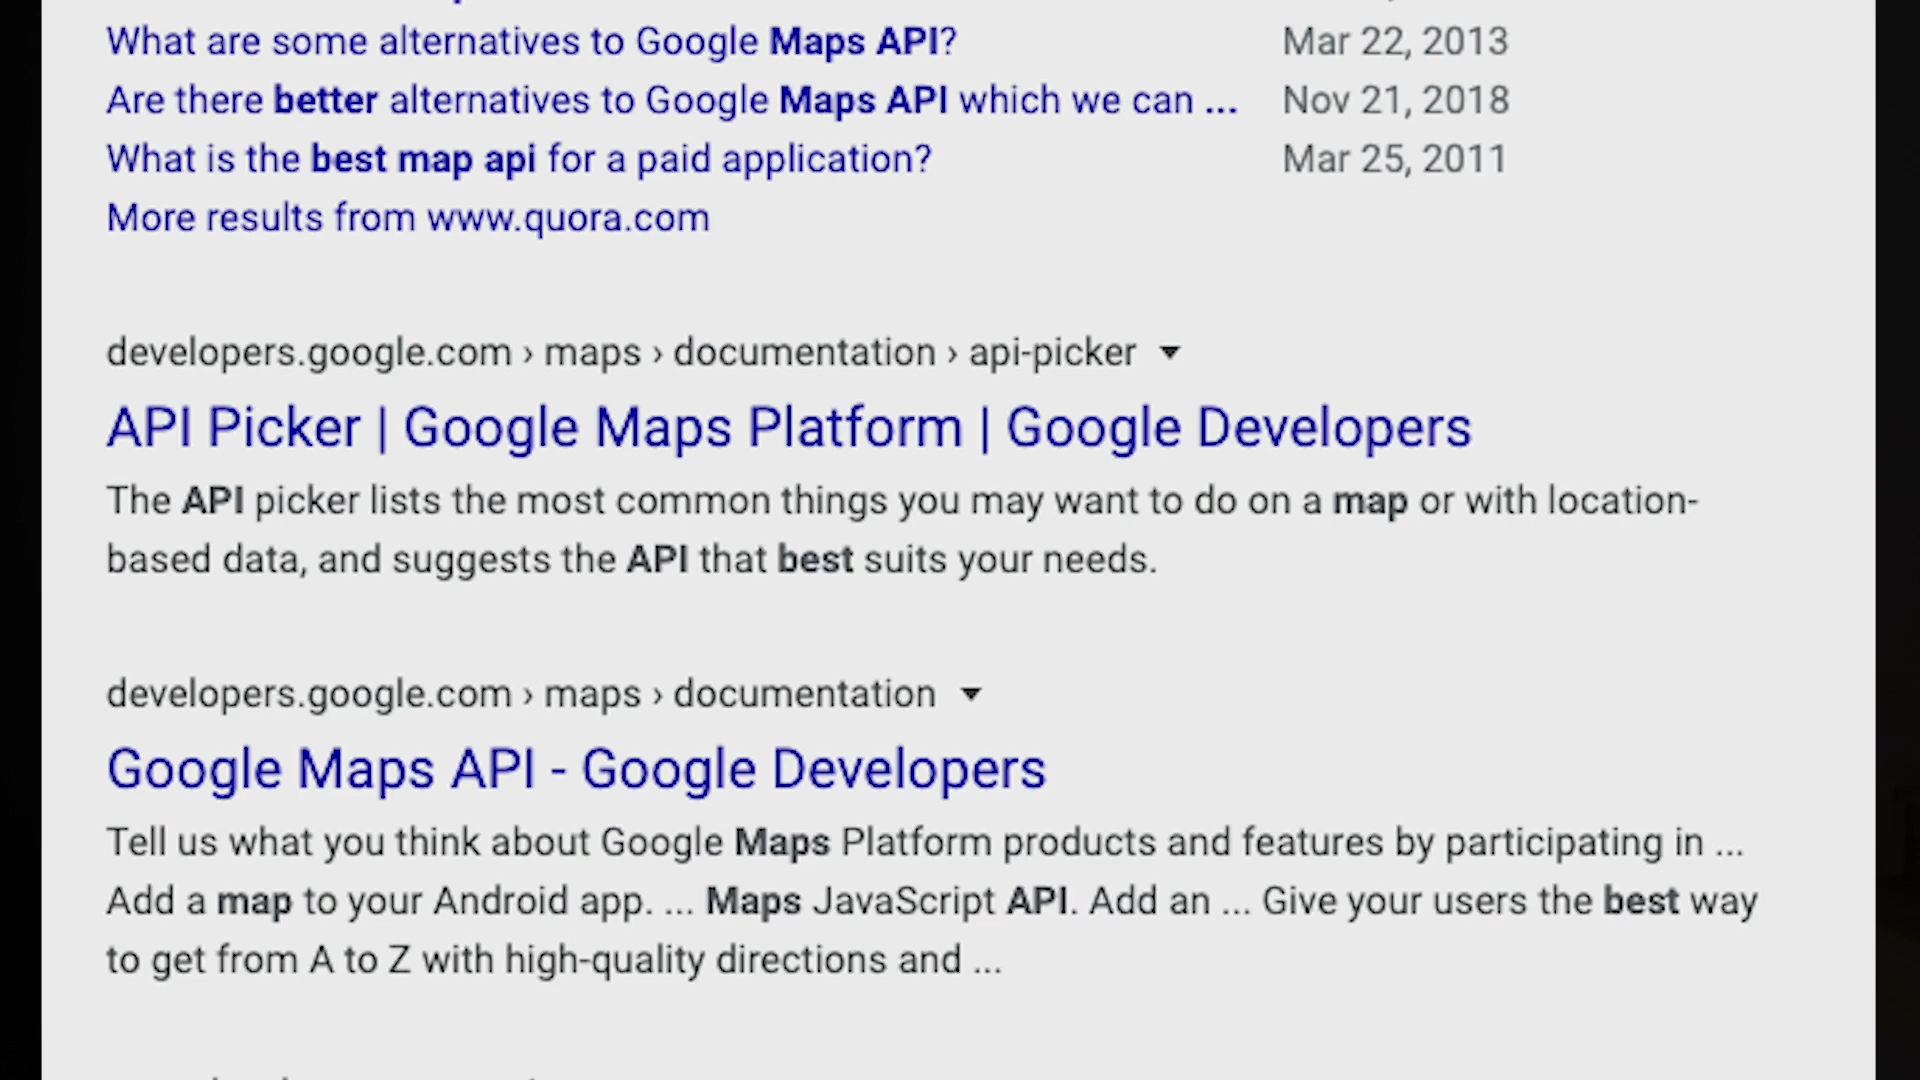 What are some alternatives to Google Maps API?
Mar 22, 2013
Are there better alternatives to Google Maps API which we can ...
Nov 21, 2018
What is the best map api for a paid application?
Mar 25, 2011
More results from www.quora.com
developers.google.com › maps › documentation › api-picker
API Picker | Google Maps Platform | Google Developers
The API picker lists the most common things you may want to do on a map or with location-
based data, and suggests the API that best suits your needs.
developers.google.com › maps › documentation
Google Maps API - Google Developers
Tell us what you think about Google Maps Platform products and features by participating in ...
Add a map to your Android app. ... Maps JavaScript API. Add an ... Give your users the best way
to get from A to Z with high-quality directions and ...